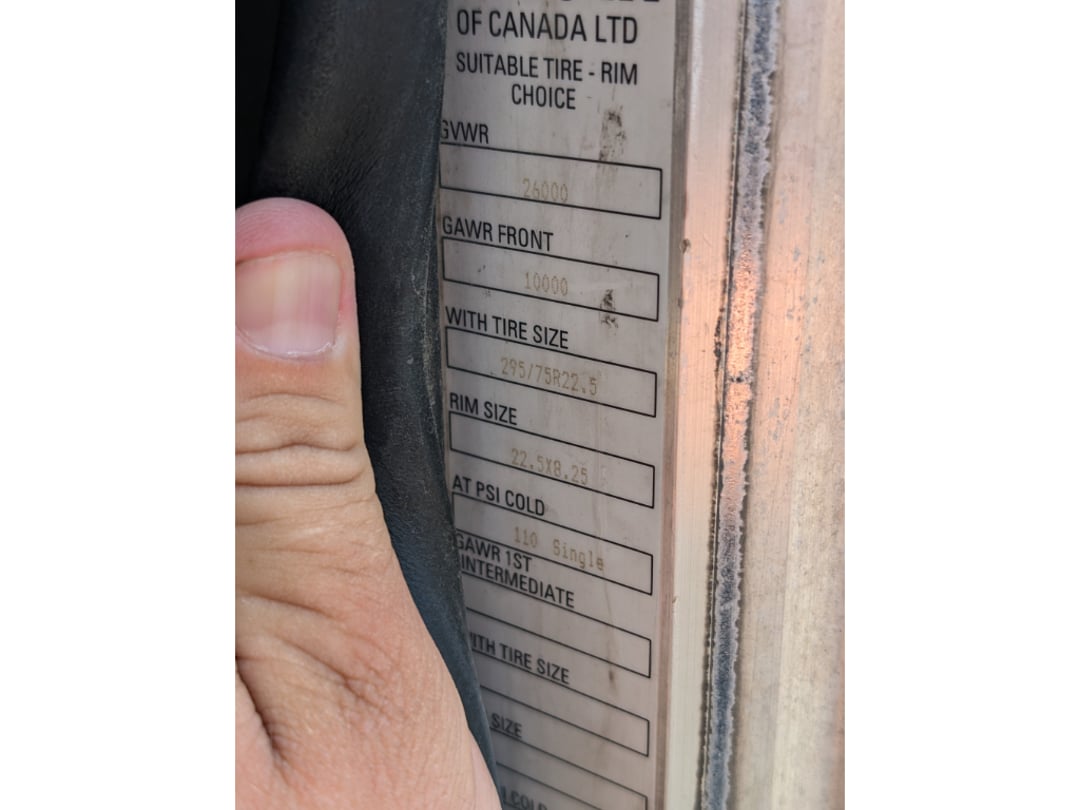 OF CANADA LTD
SUITABLE TIRE - RIM
CHOICE
GVWR
26000
GAWR FRONT
10000
WITH TIRE SIZE
295/75R22.5
RIM SIZE
22.5X8.25
AT PSI COLD
110 Single
GAWR 1ST
INTERMEDIATE
WITH TIRE SIZE
SIZE
COLD